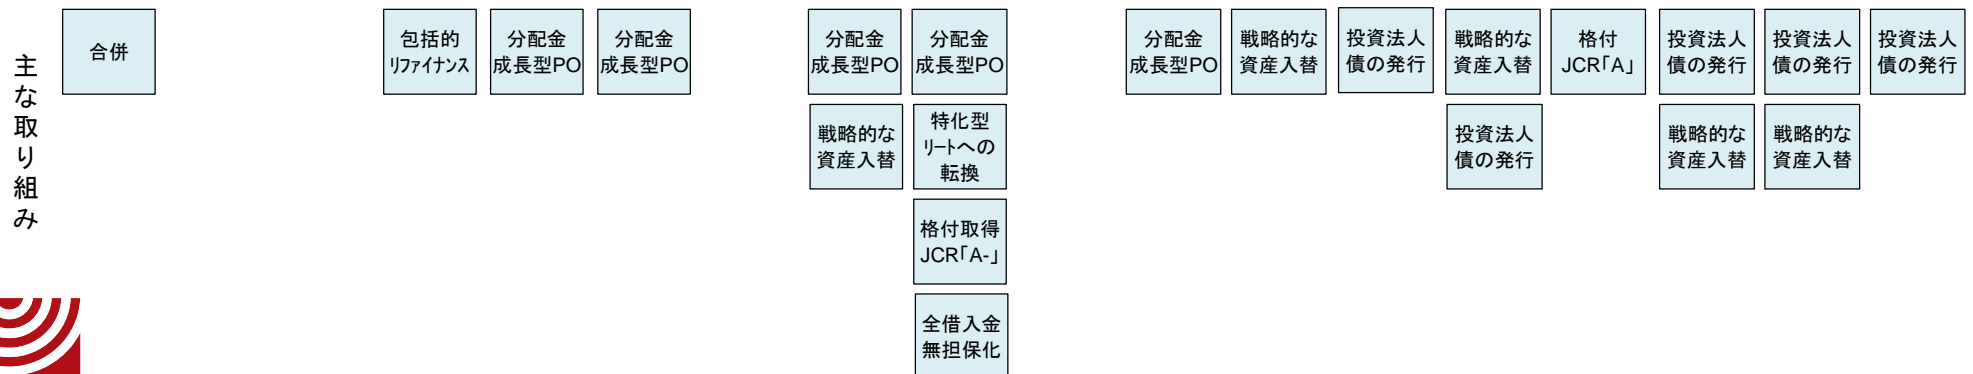 主な取り組み
合併
包括的
リファイナンス
分配金
成長型PO
分配金
成長型PO
分配金
成長型PO
分配金
成長型PO
分配金
成長型PO
戦略的な
資産入替
投資法人
債の発行
戦略的な
資産入替
格付
JCR「A」
投資法人
債の発行
投資法人
債の発行
投資法人
債の発行
戦略的な
資産入替
特化型
リートへの
転換
投資法人
債の発行
戦略的な
資産入替
戦略的な
資産入替
格付取得
JCR「A-」
全借入金
無担保化